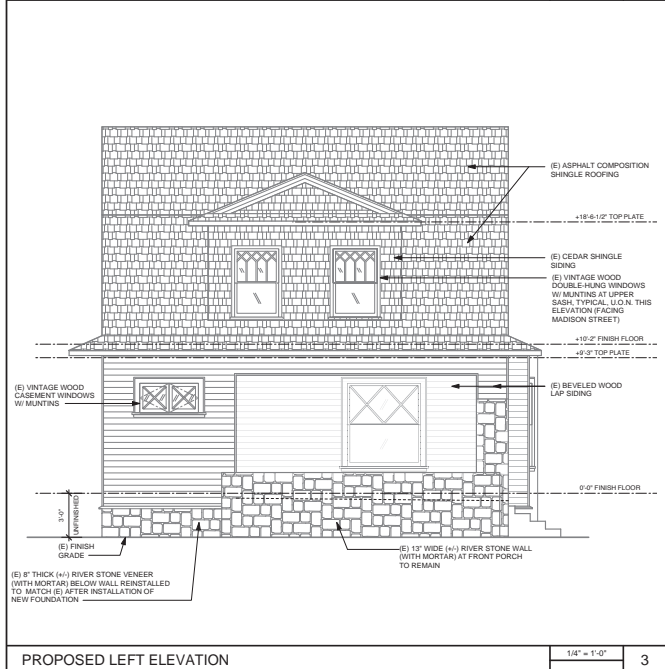 (E) ASPHALT COMPOSITION
SHINGLE ROOFING
+18'-6-1/2" TOP PLATE
(E) CEDAR SHINGLE
SIDING
(E) VINTAGE WOOD
DOUBLE-HUNG WINDOWS
W/ MUNTINS AT UPPER
SASH, TYPICAL, U.O.N. THIS
ELEVATION (FACING
MADISON STREET)
+10'-2" FINISH FLOOR
+9'-3" TOP PLATE
(E) VINTAGE WOOD
CASEMENT WINDOWS
W/ MUNTINS
(E) BEVELED WOOD
LAP SIDING
0'-0" FINISH FLOOR
3'-0"
UNFINISHED
(E) FINISH
GRADE
(E) 13" WIDE (+/-) RIVER STONE WALL
(WITH MORTAR) AT FRONT PORCH
TO REMAIN
(E) 8" THICK (+/-) RIVER STONE VENEER
(WITH MORTAR) BELOW WALL REINSTALLED
TO MATCH (E) AFTER INSTALLATION OF
NEW FOUNDATION
PROPOSED LEFT ELEVATION
1/4" = 1'-0"
3